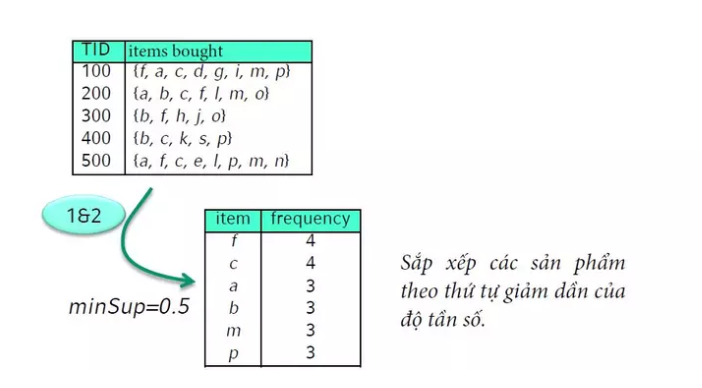 TID items bought
100 {f, a, c, d, g, i, m, p}
200 {a, b, c, f, l, m, o}
300 {b, f, h, j, o}
400 {b, c, k, s, p}
500 {a, f, c, e, l, p, m, n}
1&2
item frequency
f 4
c 4
a 3
b 3
m 3
p 3
minSup=0.5
Sắp xếp các sản phẩm
theo thứ tự giảm dần của
độ tần số.